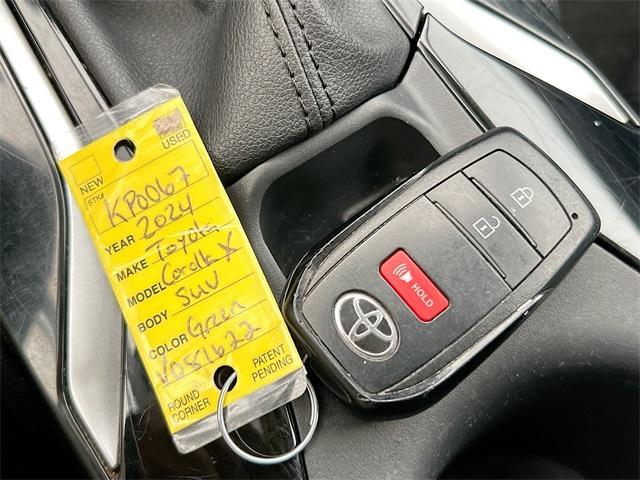 NEW
USED
STK# KP0067
YEAR 2024
MAKE Toyota
MODEL Corolla X
BODY SUV
COLOR Green
V051622
ROUND CORNER
PATENT PENDING
HOLD